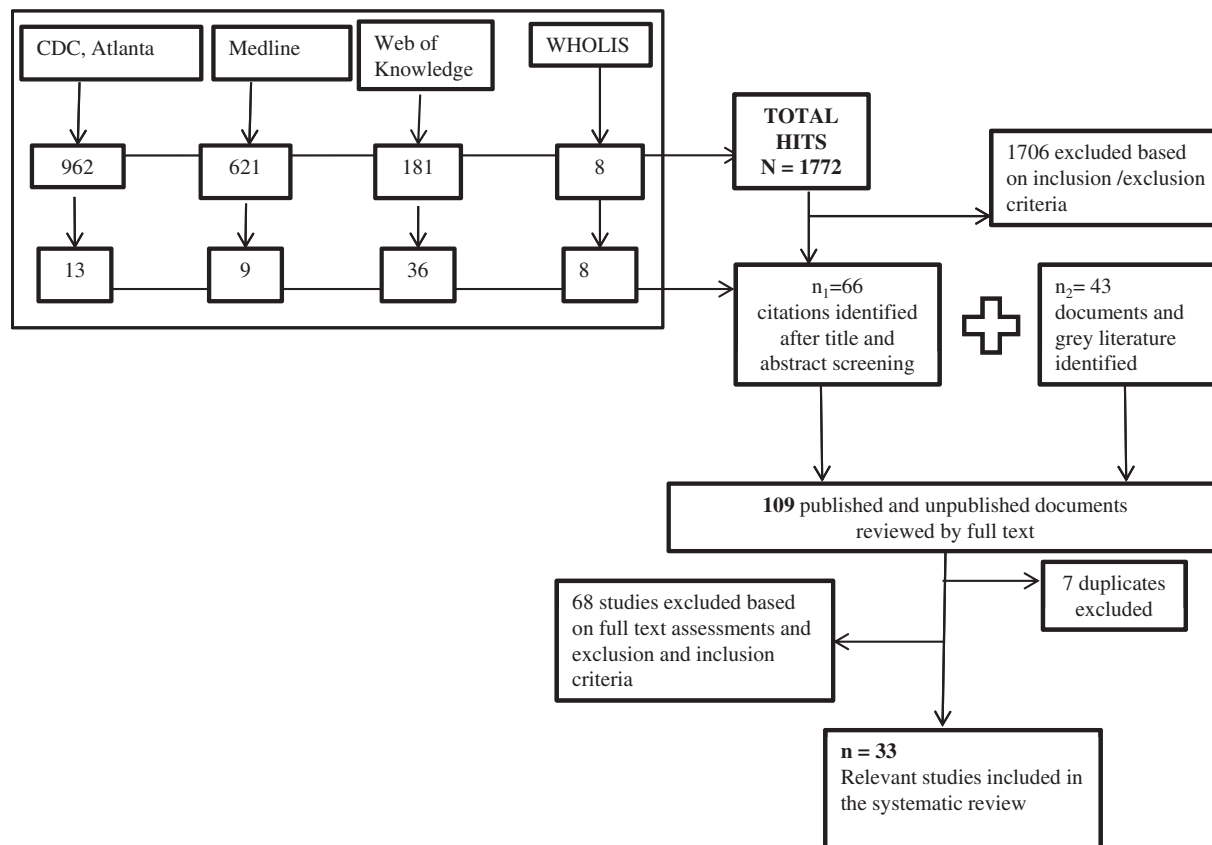 CDC, Atlanta
Medline
Web of
Knowledge
WHOLIS
962
621
181
8
TOTAL
HITS
N = 1772
1706 excluded based
on inclusion /exclusion
criteria
13
9
36
8
n₁=66
citations identified
after title and
abstract screening
n₂= 43
documents and
grey literature
identified
109 published and unpublished documents
reviewed by full text
7 duplicates
excluded
68 studies excluded based
on full text assessments and
exclusion and inclusion
criteria
n = 33
Relevant studies included in
the systematic review